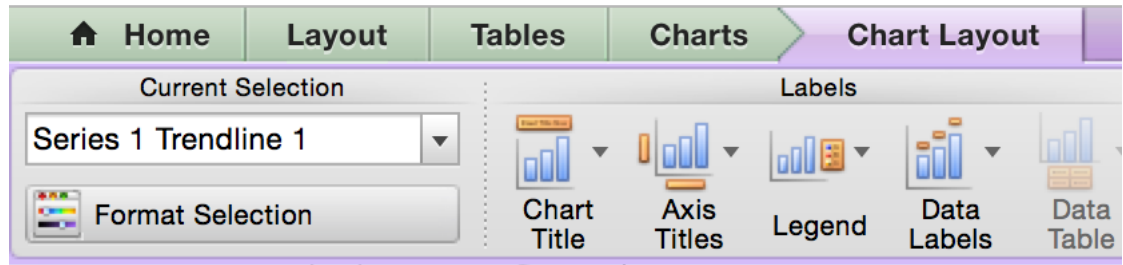 Home Layout Tables Charts Chart Layout
Current Selection Labels
Series 1 Trendline 1
Format Selection
Chart
Title
Axis
Titles
Legend
Data
Labels
Data
Table